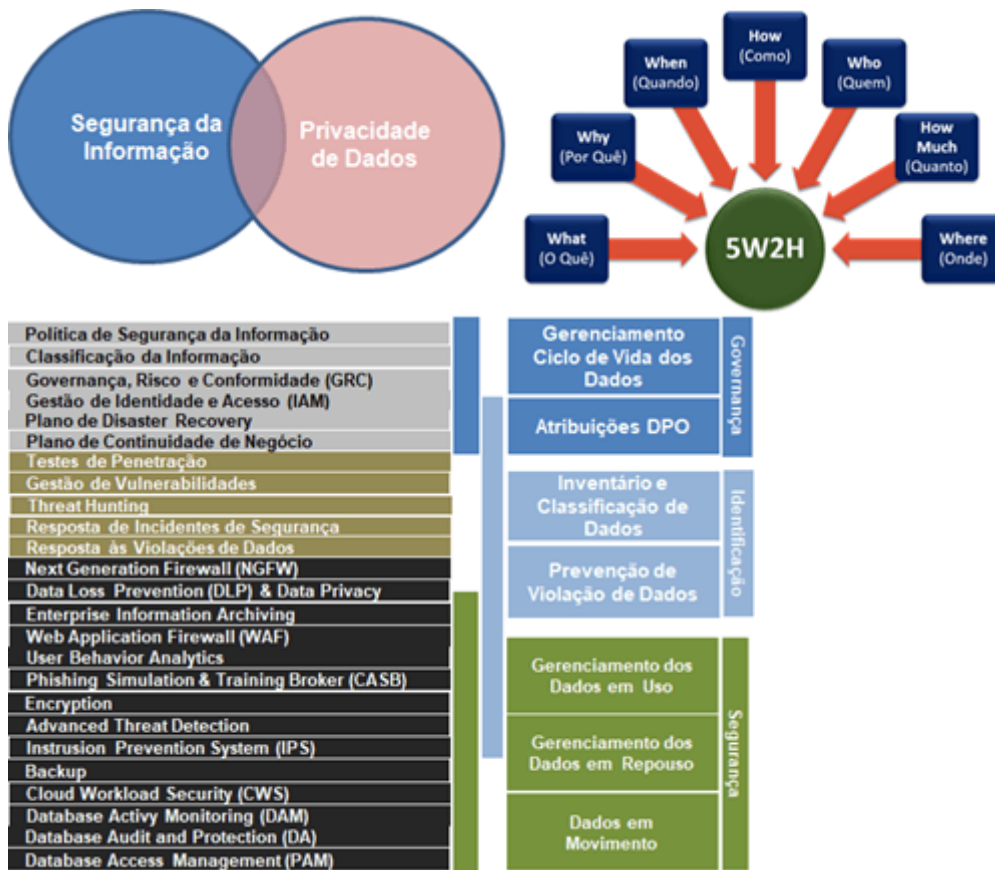 Segurança da
Informação
Privacidade
de Dados
How
(Como)
When
(Quando)
Who
(Quem)
Why
(Por Quê)
How
Much
(Quanto)
What
(O Quê)
5W2H
Where
(Onde)
Política de Segurança da Informação
Classificação da Informação
Governança, Risco e Conformidade (GRC)
Gestão de Identidade e Acesso (IAM)
Plano de Disaster Recovery
Plano de Continuidade de Negócio
Testes de Penetração
Gestão de Vulnerabilidades
Threat Hunting
Resposta de Incidentes de Segurança
Resposta às Violações de Dados
Next Generation Firewall (NGFW)
Data Loss Prevention (DLP) & Data Privacy
Enterprise Information Archiving
Web Application Firewall (WAF)
User Behavior Analytics
Phishing Simulation & Training Broker (CASB)
Encryption
Advanced Threat Detection
Instrusion Prevention System (IPS)
Backup
Cloud Workload Security (CWS)
Database Activy Monitoring (DAM)
Database Audit and Protection (DA)
Database Access Management (PAM)
Gerenciamento
Ciclo de Vida dos
Dados
Atribuições DPO
Governança
Inventário e
Classificação de
Dados
Prevenção de
Violação de Dados
Identificação
Gerenciamento dos
Dados em Uso
Gerenciamento dos
Dados em Repouso
Dados em
Movimento
Segurança